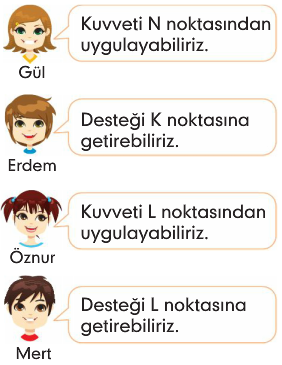 Kuvveti N noktasından
uygulayabiliriz.
Gül
Desteği K noktasına
getirebiliriz.
Erdem
Kuvveti L noktasından
uygulayabiliriz.
Öznur
Desteği L noktasına
getirebiliriz.
Mert